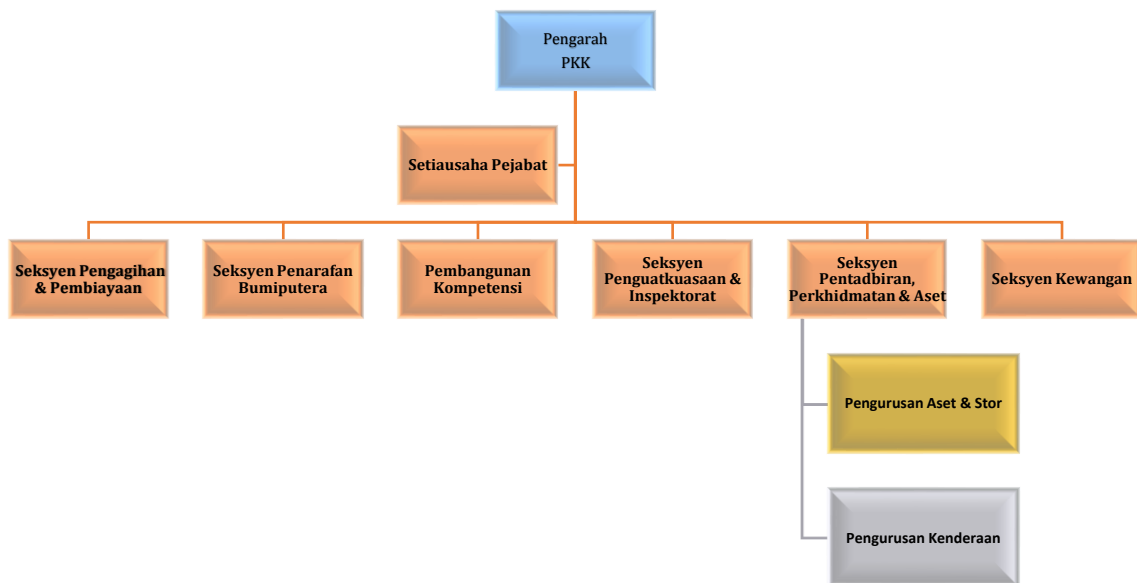 Pengarah
PKK
Setiausaha Pejabat
Seksyen Pengagihan
& Pembiayaan
Seksyen Penarafan
Bumiputera
Pembangunan
Kompetensi
Seksyen
Penguatkuasaan &
Inspektorat
Seksyen
Pentadbiran,
Perkhidmatan & Aset
Seksyen Kewangan
Pengurusan Aset & Stor
Pengurusan Kenderaan